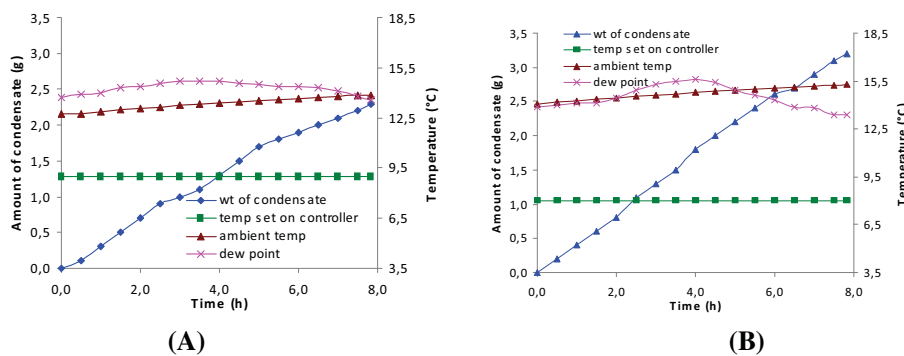 (B)
3,5
18,5
3,0
15,5
2,5
12,5
2,0
1,5
9,5
1,0
6,5
0,5
0,0
3,5
0,0
2,0
4,0
6,0
8,0
Amount of condensate (g)
Temperature (°C)
Time (h)
wt of condensate
temp set on controller
ambient temp
dew point
(A)
3,5
18,5
3,0
15,5
2,5
12,5
2,0
1,5
9,5
1,0
6,5
0,5
0,0
3,5
0,0
2,0
4,0
6,0
8,0
Amount of condensate (g)
Temperature (°C)
Time (h)
wt of condensate
temp set on controller
ambient temp
dew point